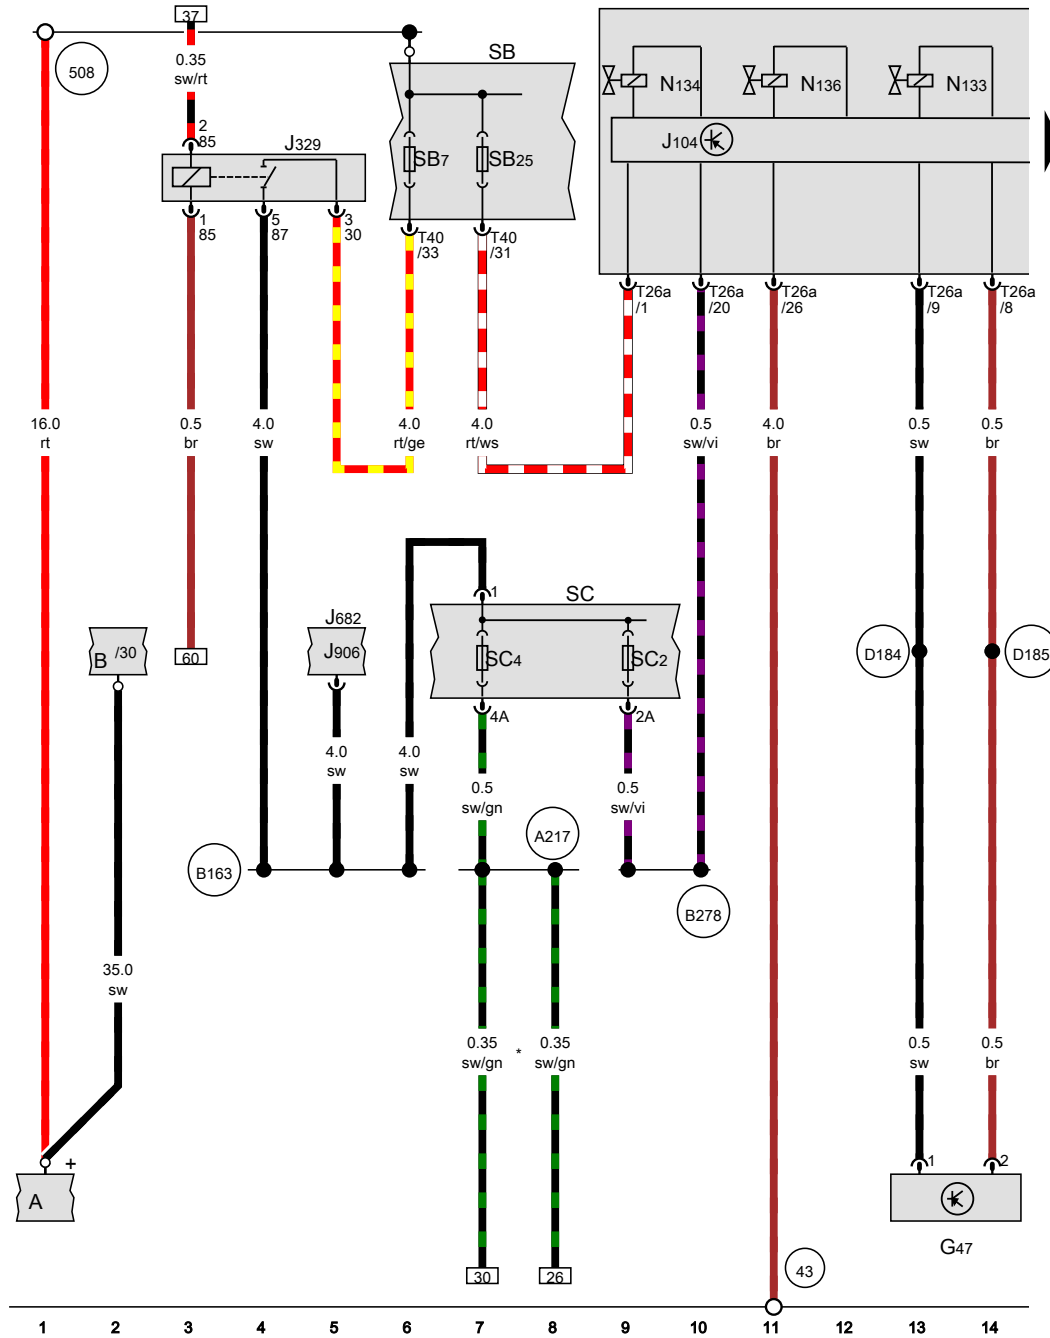 37
508
0.35
sw/rt
2
85
J329
SB
SB7
SB25
N134
N136
N133
J104
1
85
5
87
3
30
T40
/33
T40
/31
T26a
/1
T26a
/20
T26a
/26
T26a
/9
T26a
/8
16.0
rt
0.5
br
4.0
sw
4.0
rt/ge
4.0
rt/ws
0.5
sw/vi
4.0
br
0.5
sw
0.5
br
1
SC
B /30
60
J682
J906
SC4
SC2
D184
D185
4A
2A
4.0
sw
4.0
sw
0.5
sw/gn
0.5
sw/vi
A217
B163
B278
35.0
sw
0.35
sw/gn
*
0.35
sw/gn
0.5
sw
0.5
br
+
A
1
2
G47
30
26
43
1 2 3 4 5 6 7 8 9 10 11 12 13 14